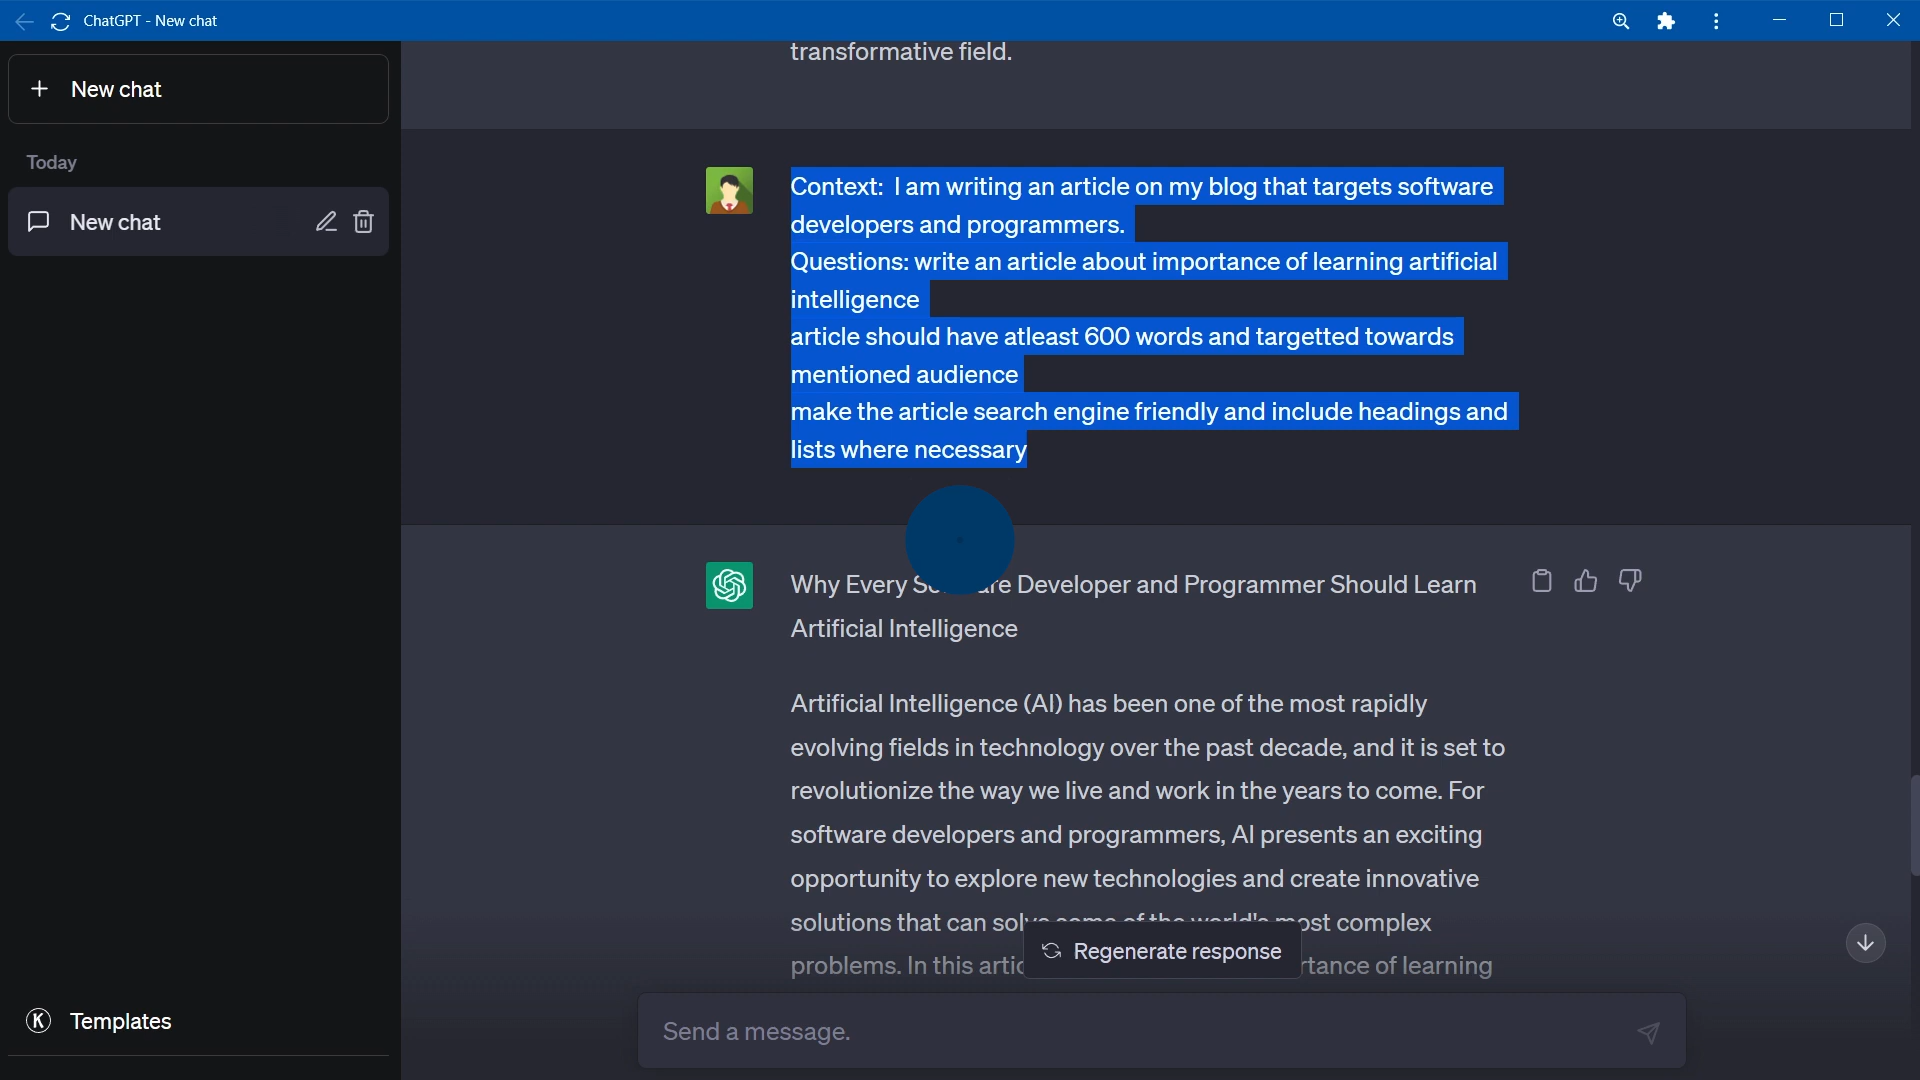 ChatGPT - New chat
New chat
Today
New chat
Templates
transformative field.
Context: I am writing an article on my blog that targets software
developers and programmers.
Questions: write an article about importance of learning artificial
intelligence
article should have atleast 600 words and targetted towards
mentioned audience
make the article search engine friendly and include headings and
lists where necessary
Why Every Developer and Programmer Should Learn
Artificial Intelligence
Artificial Intelligence (AI) has been one of the most rapidly
evolving fields in technology over the past decade, and it is set to
revolutionize the way we live and work in the years to come. For
software developers and programmers, AI presents an exciting
opportunity to explore new technologies and create innovative
solutions that can solve some of the world's most complex
problems. In this of learning
Regenerate response
Send a message.